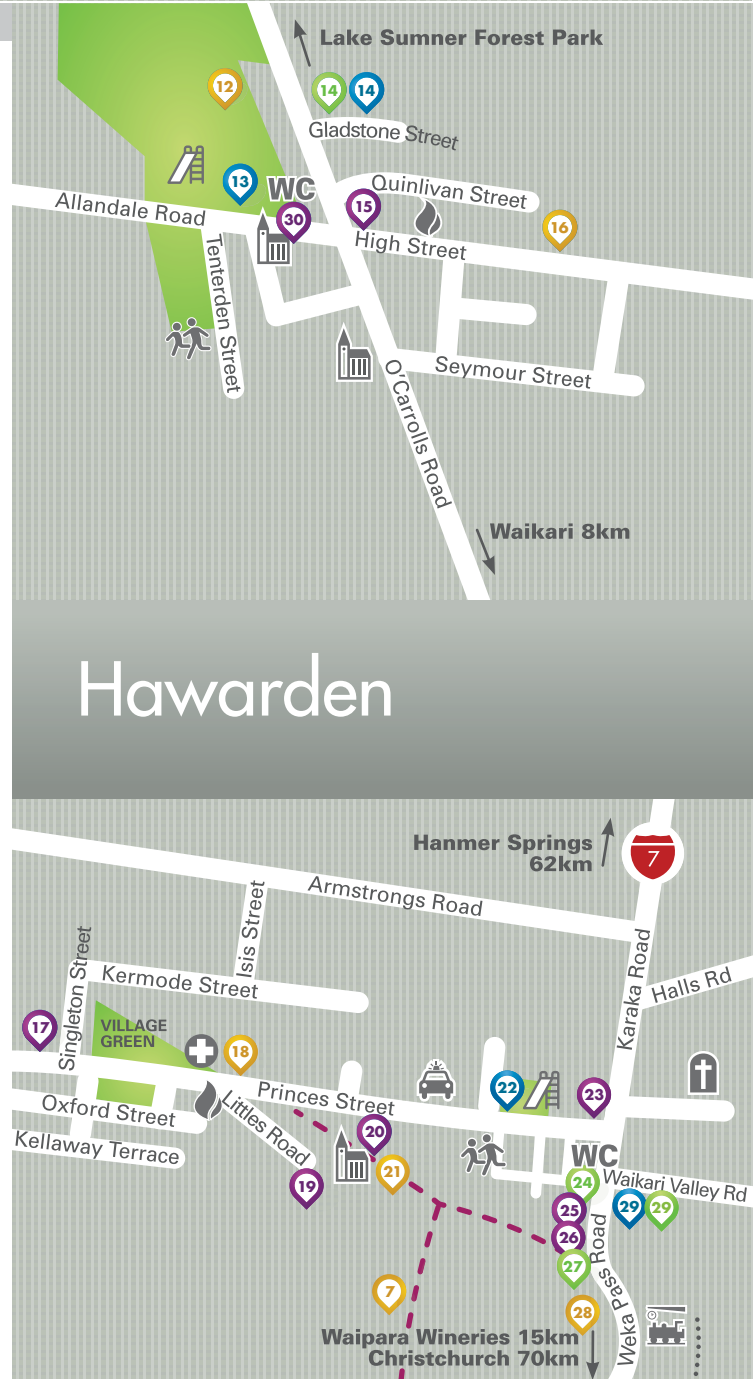 Lake Sumner Forest Park
12
14
14
Gladstone Street
13
WC
Quinlivan Street
Allandale Road
30
15
16
High Street
Tenterden Street
Seymour Street
O'Carrolls Road
Waikari 8km
Hawarden
Hanmer Springs
62km
7
Armstrongs Road
Isis Street
Karaka Road
Singleton Street
Kermode Street
Halls Rd
17
VILLAGE
GREEN
18
22
23
Princes Street
Oxford Street
Littles Road
20
Kellaway Terrace
WC
21
19
24
Waikari Valley Rd
25
29
29
26
27
Weka Pass Road
7
28
Waipara Wineries 15km
Christchurch 70km